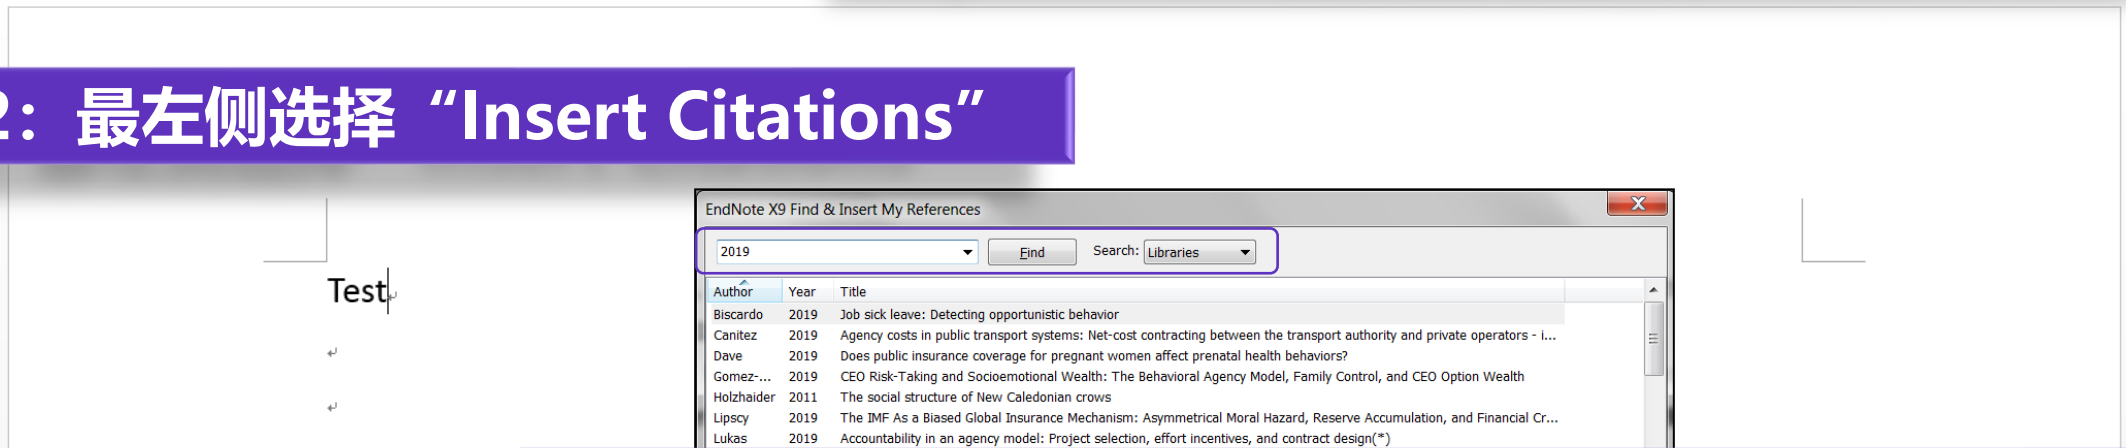 2：最左侧选择“Insert Citations”
EndNote X9 Find & Insert My References
2019 Find Search: Libraries
Test
Author Year Title
Biscardo 2019 Job sick leave: Detecting opportunistic behavior
Canitez 2019 Agency costs in public transport systems: Net-cost contracting between the transport authority and private operators - i...
Dave 2019 Does public insurance coverage for pregnant women affect prenatal health behaviors?
Gomez-... 2019 CEO Risk-Taking and Socioemotional Wealth: The Behavioral Agency Model, Family Control, and CEO Option Wealth
Holzhaider 2011 The social structure of New Caledonian crows
Lipscy 2019 The IMF As a Biased Global Insurance Mechanism: Asymmetrical Moral Hazard, Reserve Accumulation, and Financial Cr...
Lukas 2019 Accountability in an agency model: Project selection, effort incentives, and contract design(*)